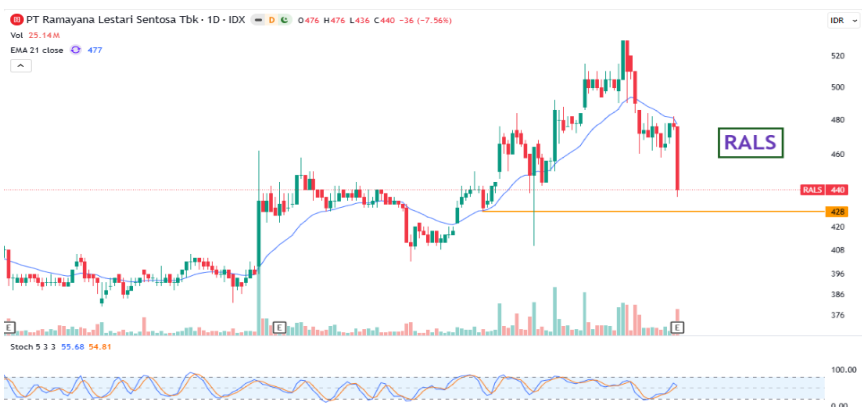 PT Ramayana Lestari Sentosa Tbk · 1D · IDX D O476 H476 L436 C440 -36 (-7.56%) IDR
Vol 25.14M
EMA 21 close 477
520
500
480
RALS
460
RALS 440
428
420
408
396
386
376
E E E
Stoch 5 3 3 55.68 54.81
100.00
0.00